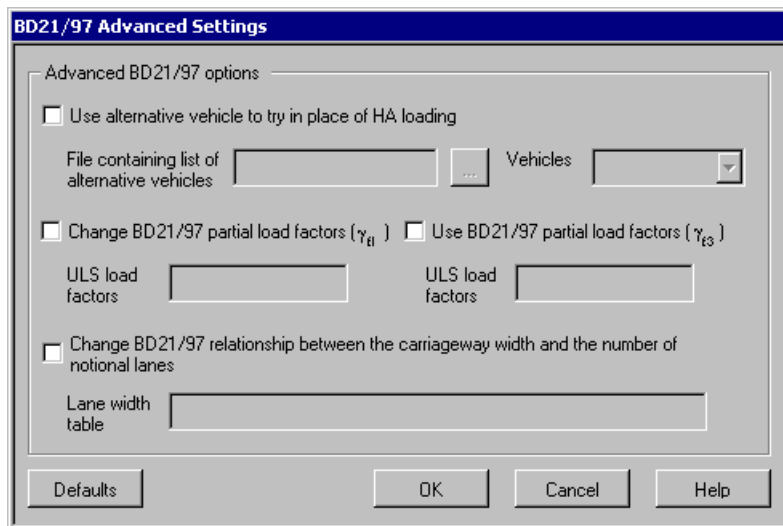 BD21/97 Advanced Settings
Advanced BD21/97 options
Use alternative vehicle to try in place of HA loading
File containing list of
alternative vehicles
...
Vehicles
Change BD21/97 partial load factors (γfl )
Use BD21/97 partial load factors (γf3 )
ULS load
factors
ULS load
factors
Change BD21/97 relationship between the carriageway width and the number of
notional lanes
Lane width
table
Defaults
OK
Cancel
Help